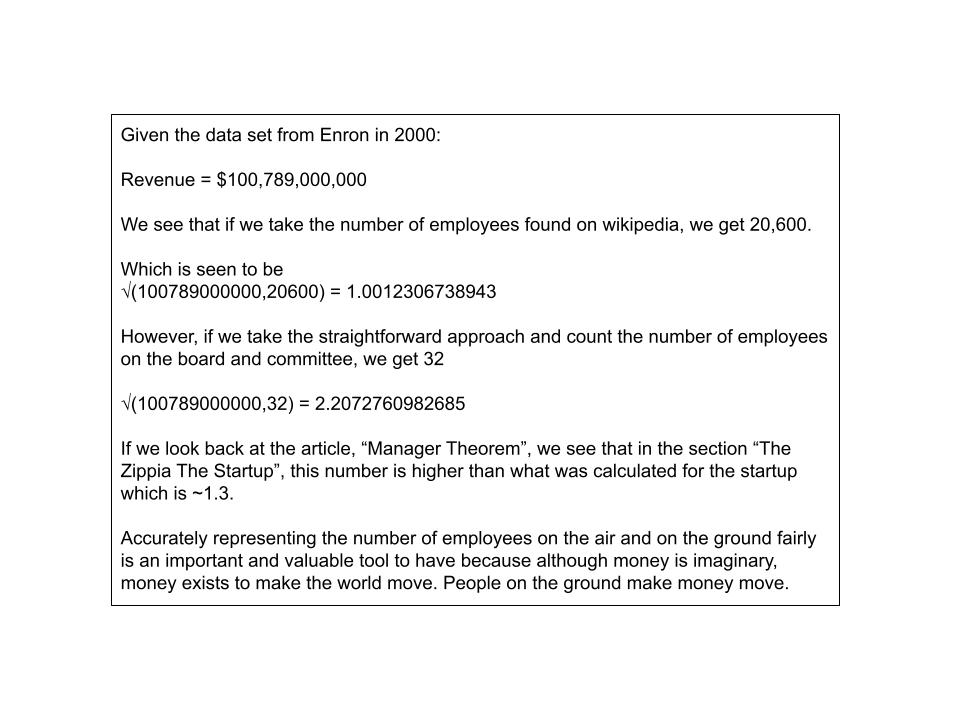 Given the data set from Enron in 2000:
Revenue = $100,789,000,000
We see that if we take the number of employees found on wikipedia, we get 20,600.
Which is seen to be
√(100789000000,20600) = 1.0012306738943
However, if we take the straightforward approach and count the number of employees
on the board and committee, we get 32
√(100789000000,32) = 2.2072760982685
If we look back at the article, “Manager Theorem”, we see that in the section “The
Zippia The Startup”, this number is higher than what was calculated for the startup
which is ~1.3.
Accurately representing the number of employees on the air and on the ground fairly
is an important and valuable tool to have because although money is imaginary,
money exists to make the world move. People on the ground make money move.